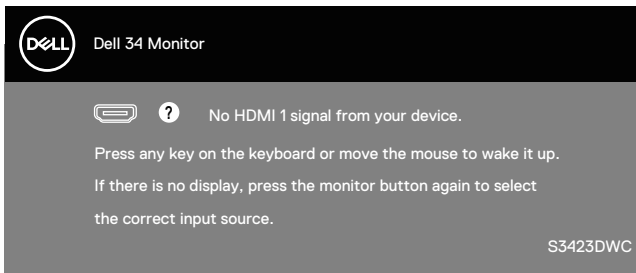 DELL
Dell 34 Monitor
? No HDMI 1 signal from your device.
Press any key on the keyboard or move the mouse to wake it up.
If there is no display, press the monitor button again to select
the correct input source.
S3423DWC